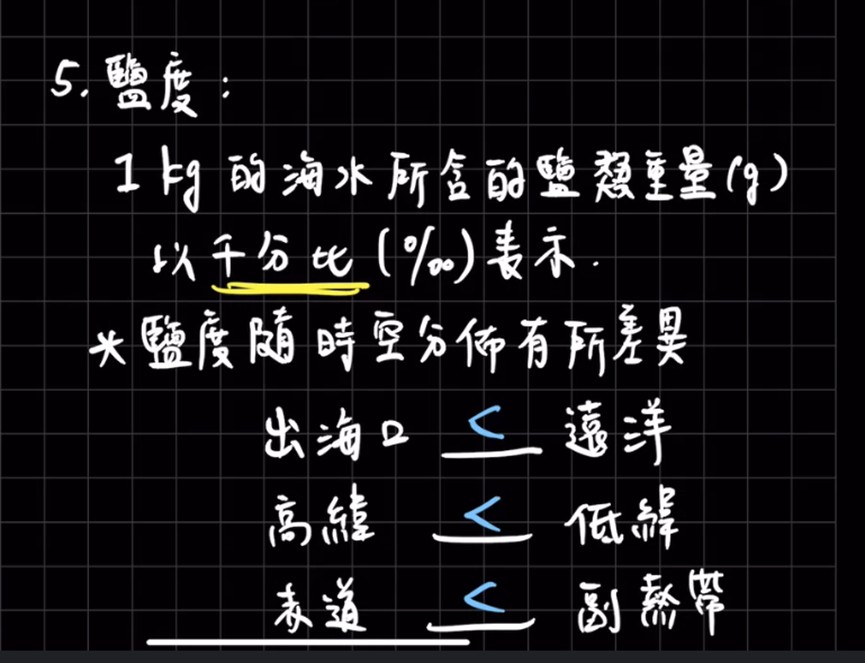 5. 鹽度：
1 kg 的海水所含的鹽類重量(g)
以千分比(‰)表示.
*鹽度隨時空分佈有所差異
出海口 < 遠洋
高緯 < 低緯
赤道 < 副熱帶